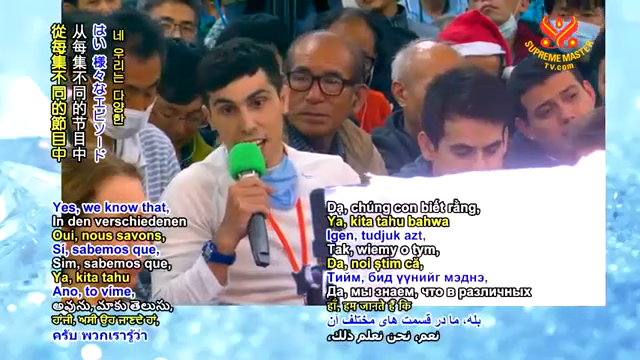 네 우리는 다양한
はい 様々なエピソード
从每集不同的节目中
從每集不同的節目中
SUPREME MASTER
TV.com
Yes, we know that,
In den verschiedenen
Oui, nous savons,
Si, sabemos que,
Sim, sabemos que,
Ya, kita tahu
Ano, to vime,
అవును, మాకుతెలుసు,
ਹਾਂਜੀ, ਅਸੀ ਉਹ ਜਾਣਦੇ ਹਾਂ,
ครับ พวกเรารู้ว่า
Dạ, chúng con biết rằng,
Ya, kita tahu bahwa
Igen, tudjuk azt,
Tak, wiemy o tym,
Da, noi ştim că,
Тийм, бид үүнийг мэднэ,
Да, мы знаем, что в различных
हाँ, हम जानते हैं कि
بله، ما در قسمت های مختلف آن
نعم، نحن نعلم ذلك،